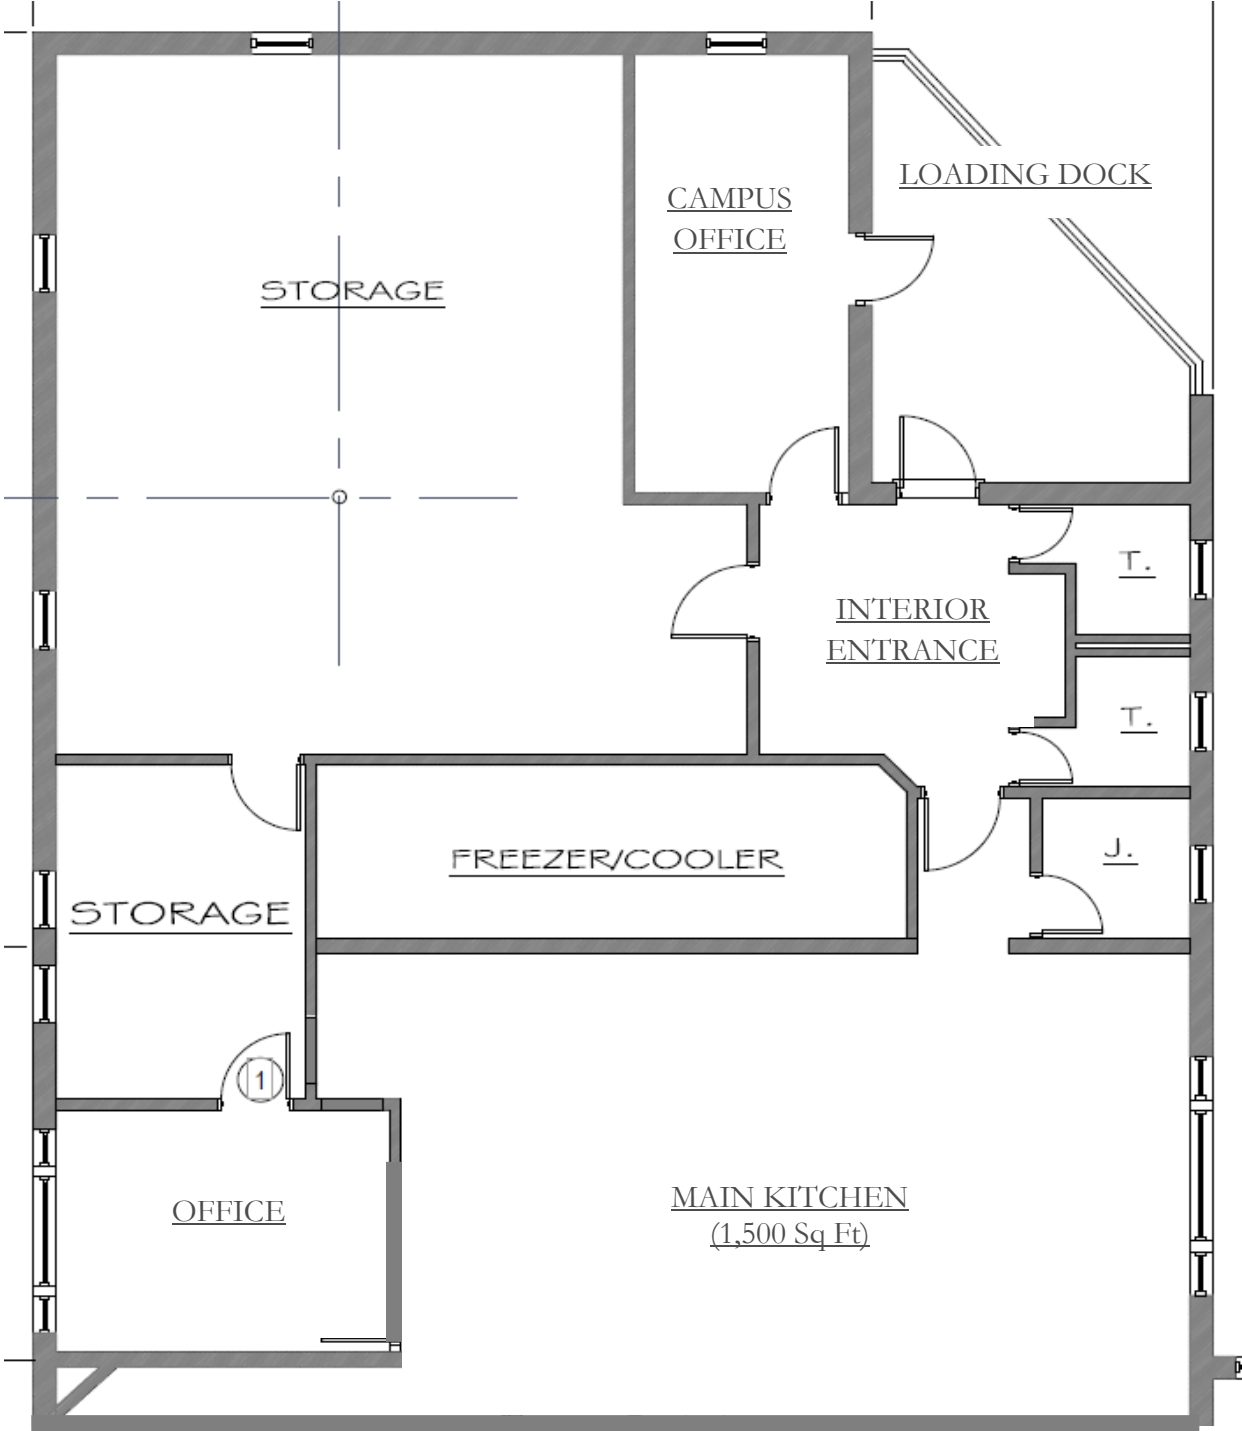 LOADING DOCK
CAMPUS
OFFICE
STORAGE
T.
INTERIOR
ENTRANCE
T.
J.
FREEZER/COOLER
STORAGE
1
OFFICE
MAIN KITCHEN
(1,500 Sq Ft)